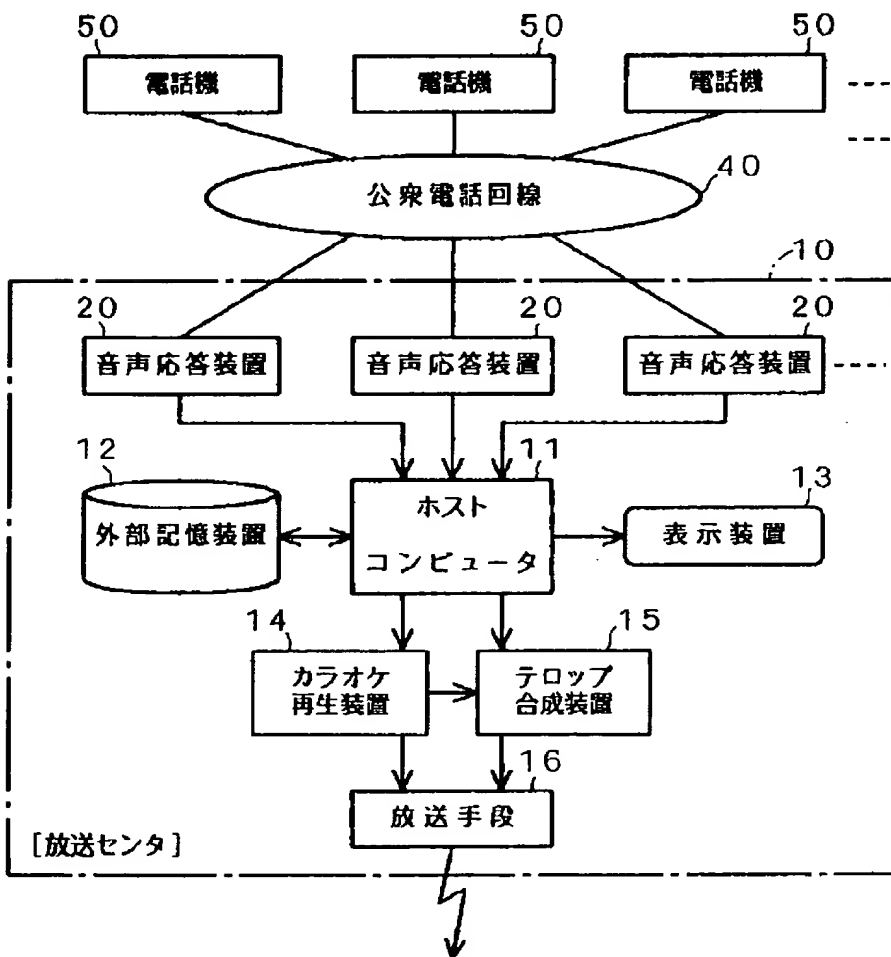 50 50 50
電話機 電話機 電話機
40
公衆電話回線
10
20 20 20
音声応答装置 音声応答装置 音声応答装置
12 11 13
外部記憶装置 ホスト
コンピュータ 表示装置
14 15
カラオケ
再生装置 テロップ
合成装置
16
放送手段
[放送センタ]